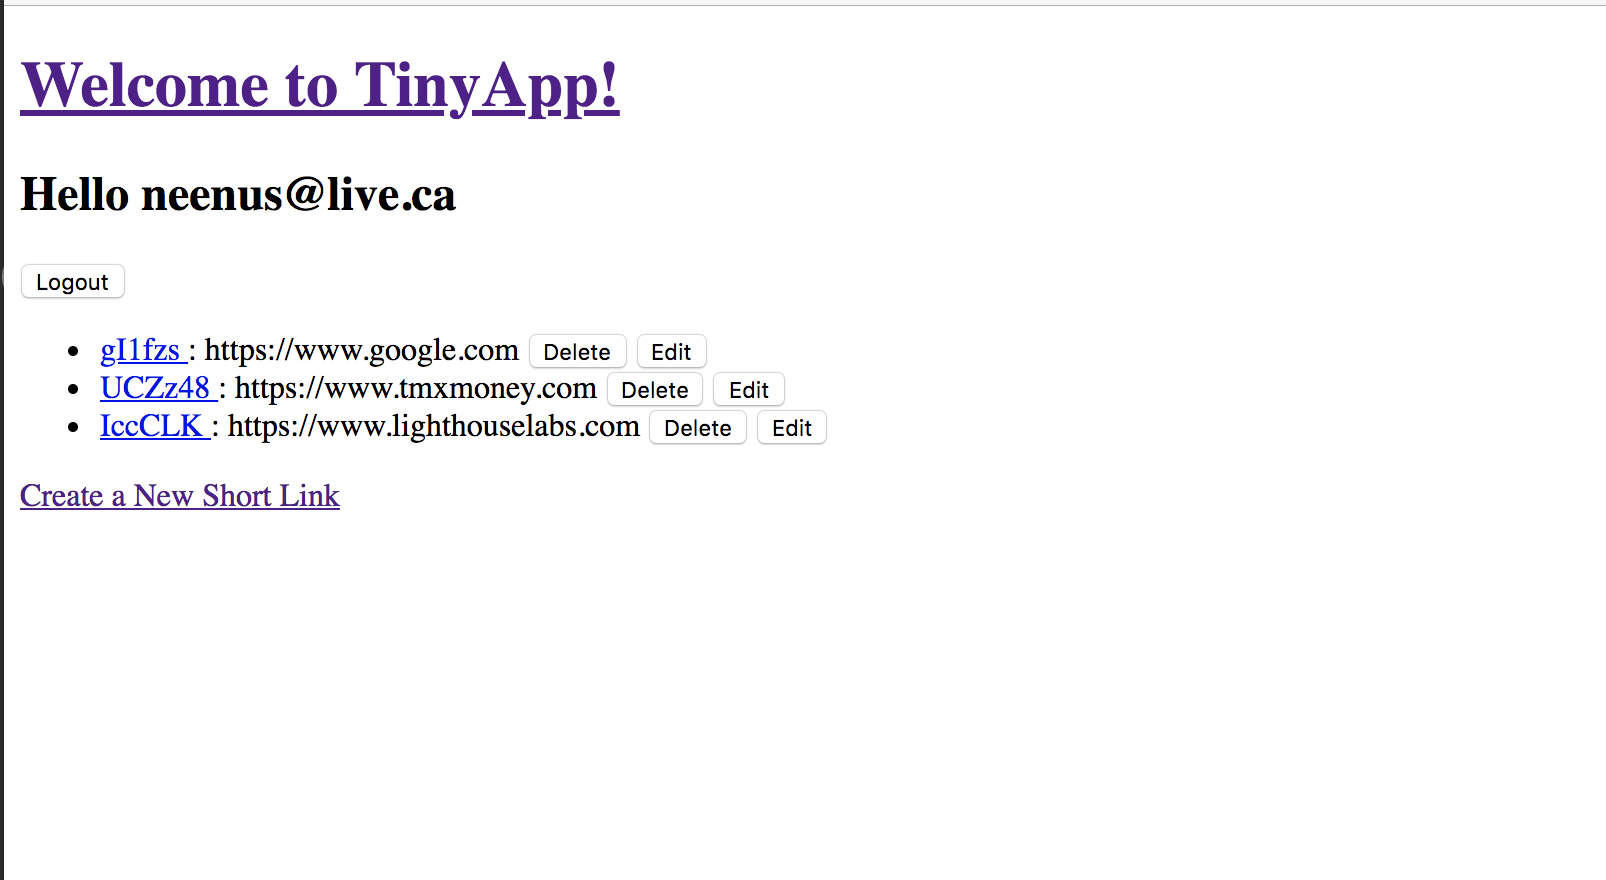 Welcome to TinyApp!
Hello neenus@live.ca
Logout
gI1fzs : https://www.google.com Delete Edit
UCZz48 : https://www.tmxmoney.com Delete Edit
IccCLK : https://www.lighthouselabs.com Delete Edit
Create a New Short Link